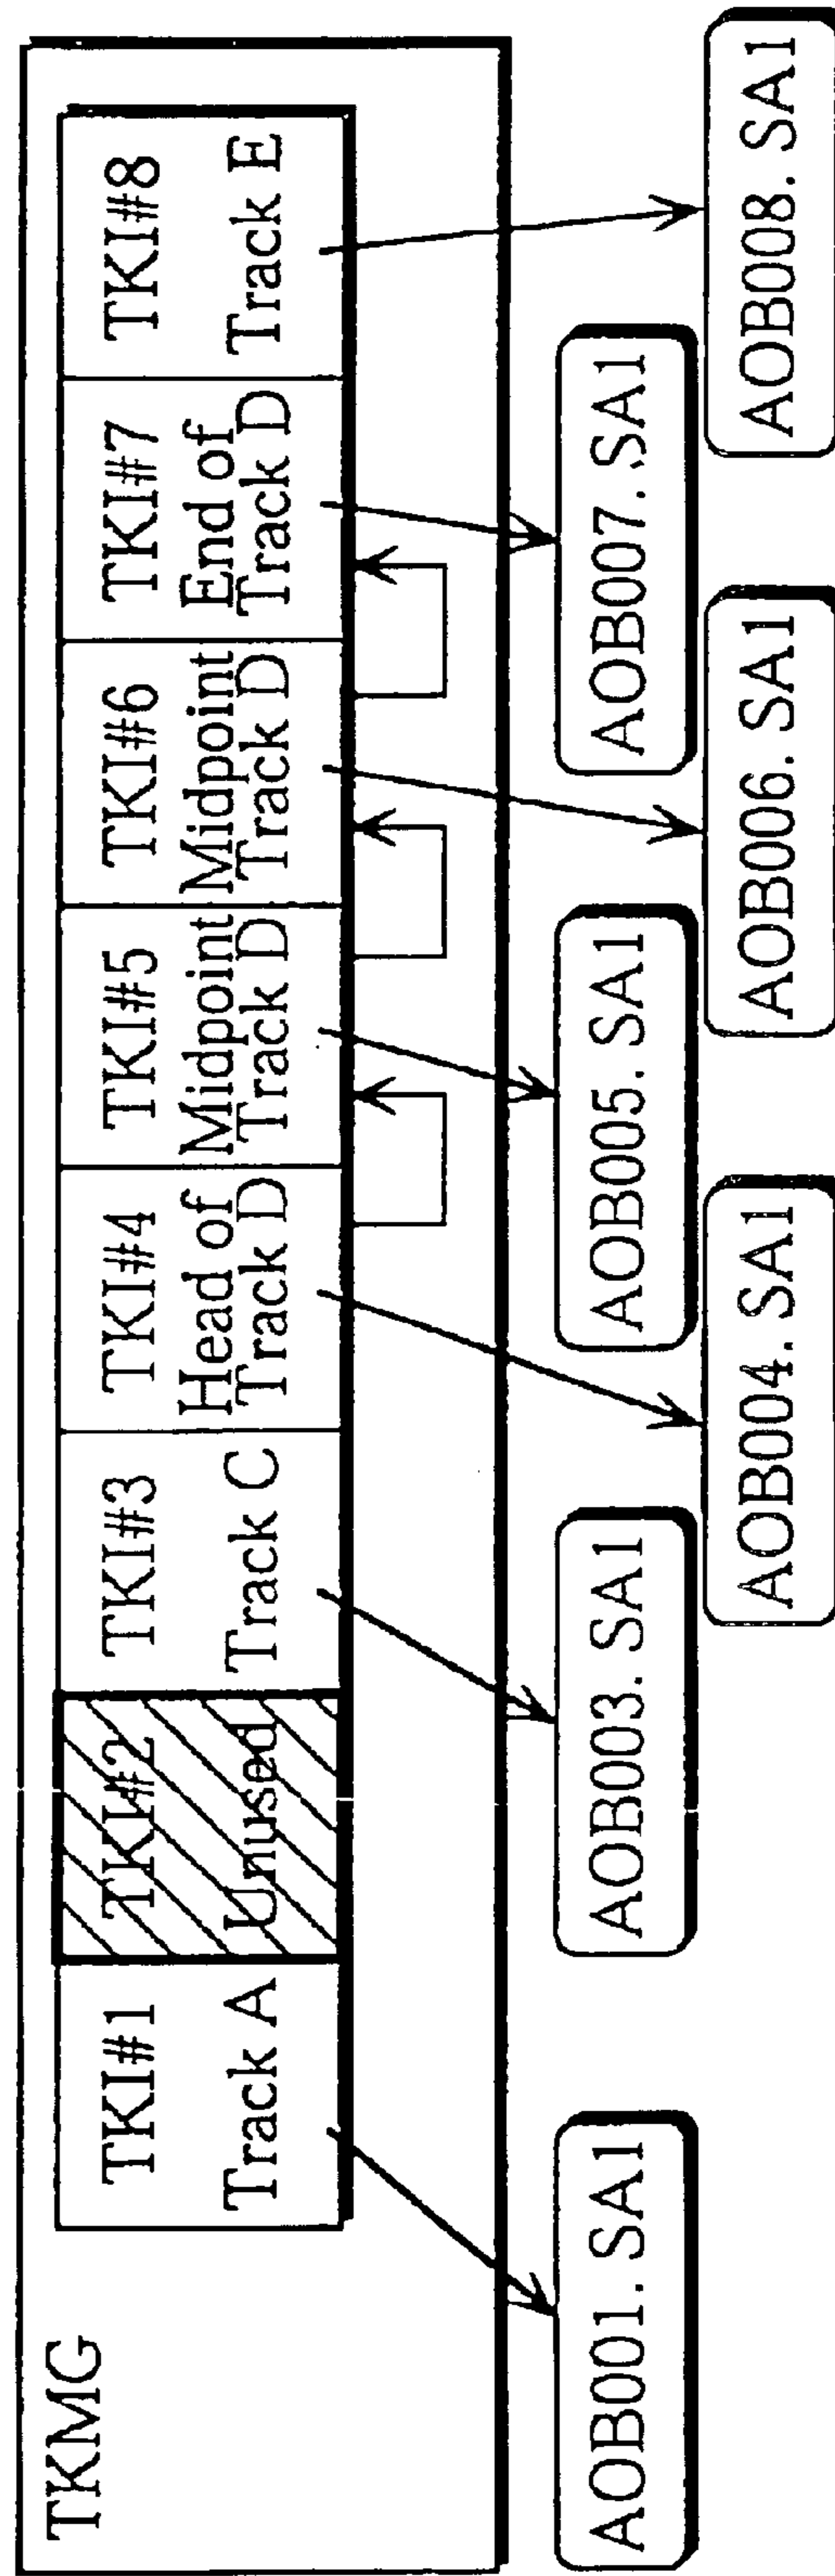 TKMG
TKI#1
Track A
TKI#2
Unused
TKI#3
Track C
TKI#4
Head of
Track D
TKI#5
Midpoint
Track D
TKI#6
Midpoint
Track D
TKI#7
End of
Track D
TKI#8
Track E
AOB001. SA1
AOB003. SA1
AOB004. SA1
AOB005. SA1
AOB006. SA1
AOB007. SA1
AOB008. SA1